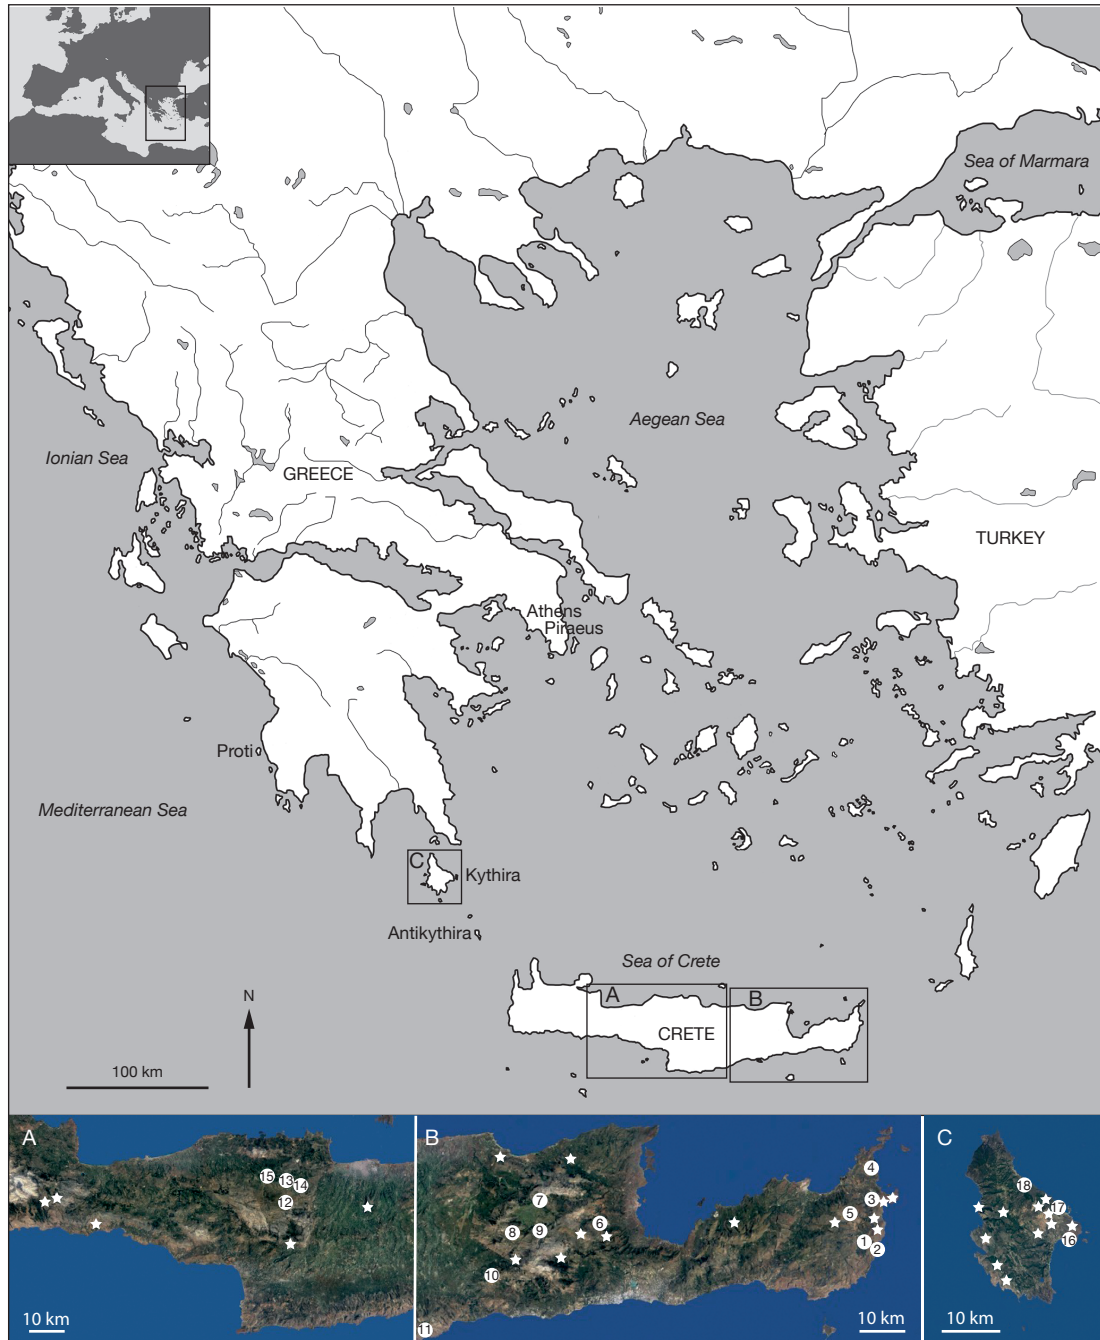 Sea of Marmara
Aegean Sea
Ionian Sea
GREECE
TURKEY
Athens
Piraeus
Proti
Mediterranean Sea
C
Kythira
Antikythira
Sea of Crete
N
A
B
CRETE
100 km
A
15
13
14
12
10 km
B
4
7
3
5
6
8
9
1
2
10
11
10 km
C
18
17
16
10 km